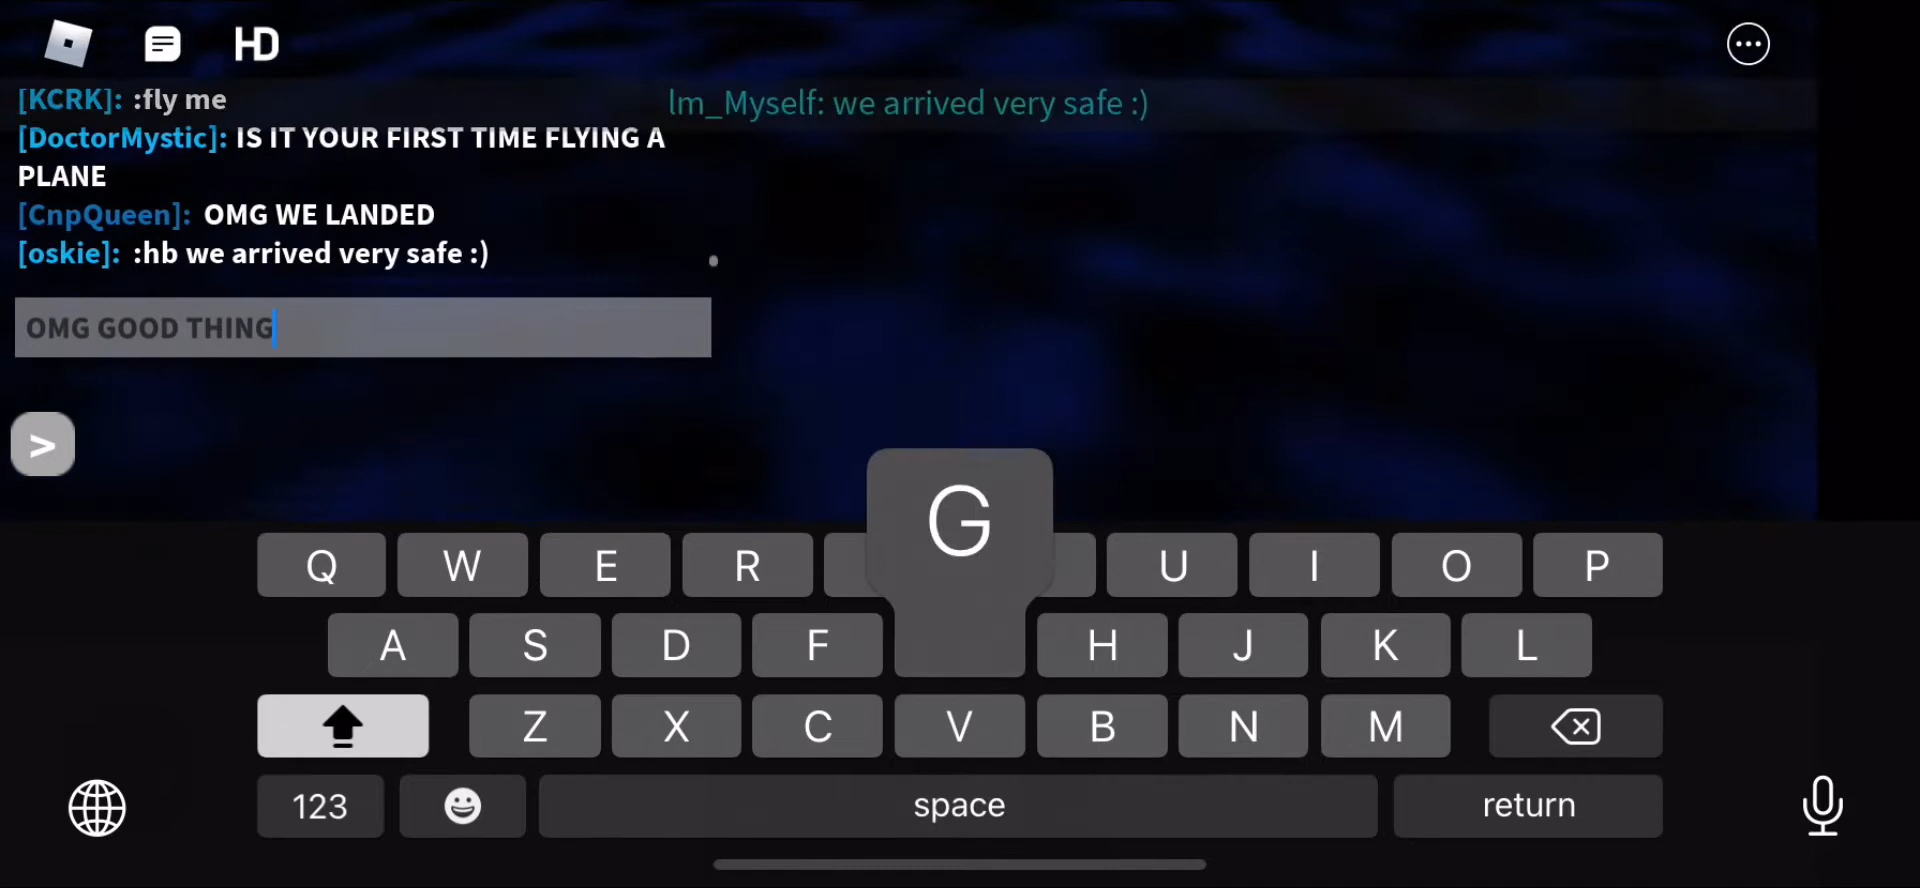 HD
[KCRK]: :fly me
lm_Myself: we arrived very safe :)
[DoctorMystic]: IS IT YOUR FIRST TIME FLYING A
PLANE
[CnpQueen]: OMG WE LANDED
[oskie]: :hb we arrived very safe :)
OMG GOOD THING
>
G
Q W E R U I O P
A S D F H J K L
Z X C V B N M
123 space return